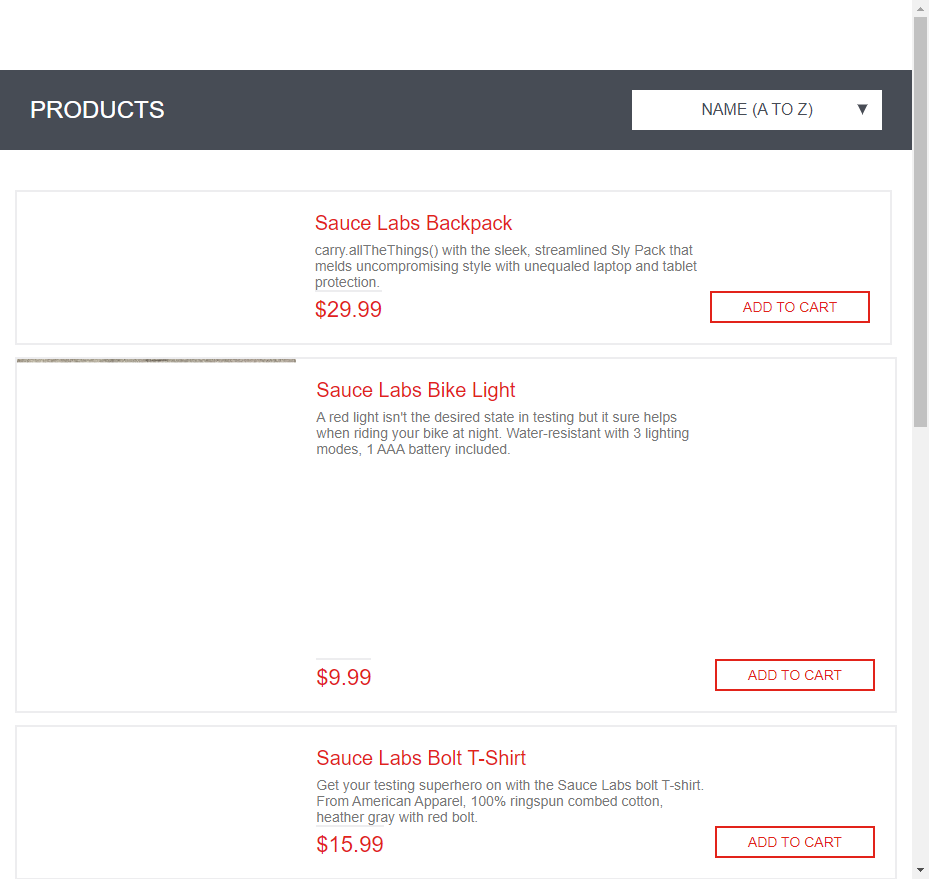 PRODUCTS
NAME (A TO Z) ▼
Sauce Labs Backpack
carry.allTheThings() with the sleek, streamlined Sly Pack that
melds uncompromising style with unequaled laptop and tablet
protection.
$29.99
ADD TO CART
Sauce Labs Bike Light
A red light isn't the desired state in testing but it sure helps
when riding your bike at night. Water-resistant with 3 lighting
modes, 1 AAA battery included.
$9.99
ADD TO CART
Sauce Labs Bolt T-Shirt
Get your testing superhero on with the Sauce Labs bolt T-shirt.
From American Apparel, 100% ringspun combed cotton,
heather gray with red bolt.
$15.99
ADD TO CART